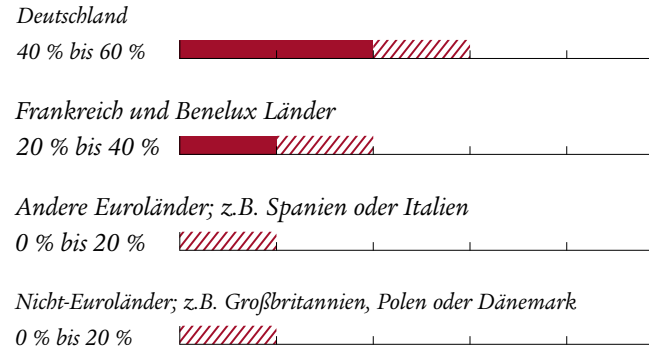 Deutschland
40 % bis 60 %
Frankreich und Benelux Länder
20 % bis 40 %
Andere Euroländer; z.B. Spanien oder Italien
0 % bis 20 %
Nicht-Euroländer; z.B. Großbritannien, Polen oder Dänemark
0 % bis 20 %